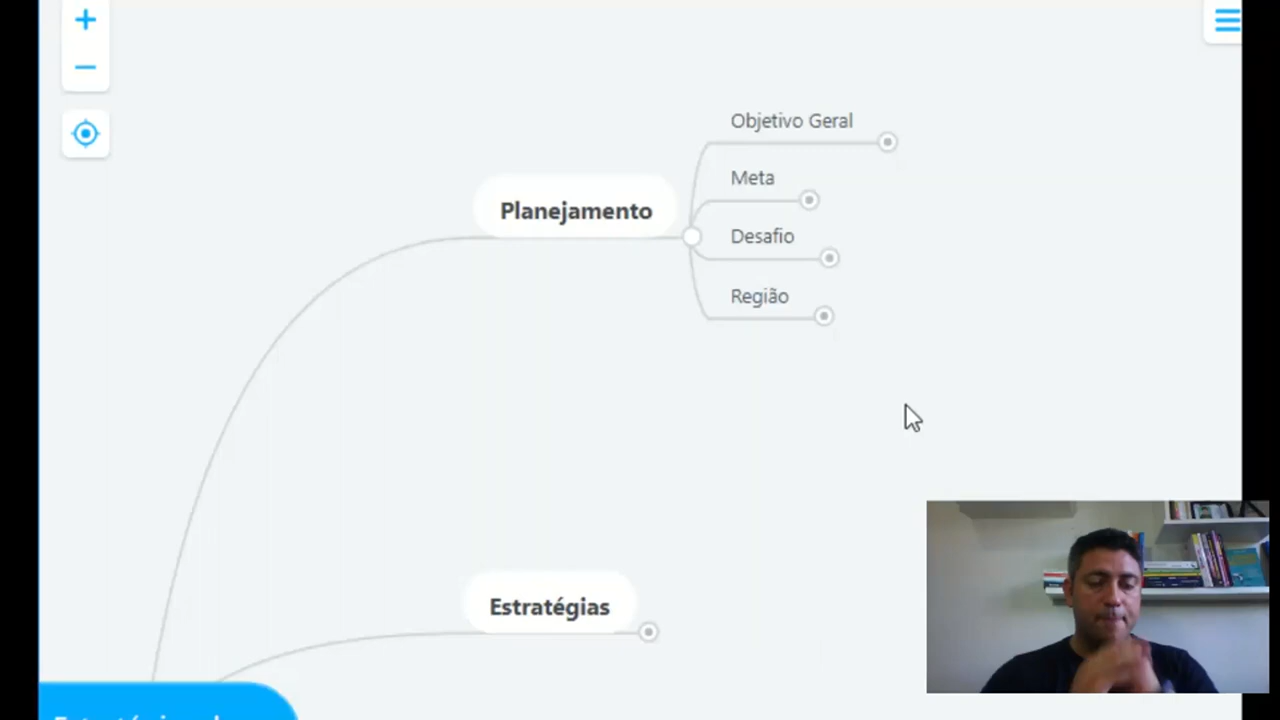 Objetivo Geral
Meta
Planejamento
Desafio
Região
Estratégias